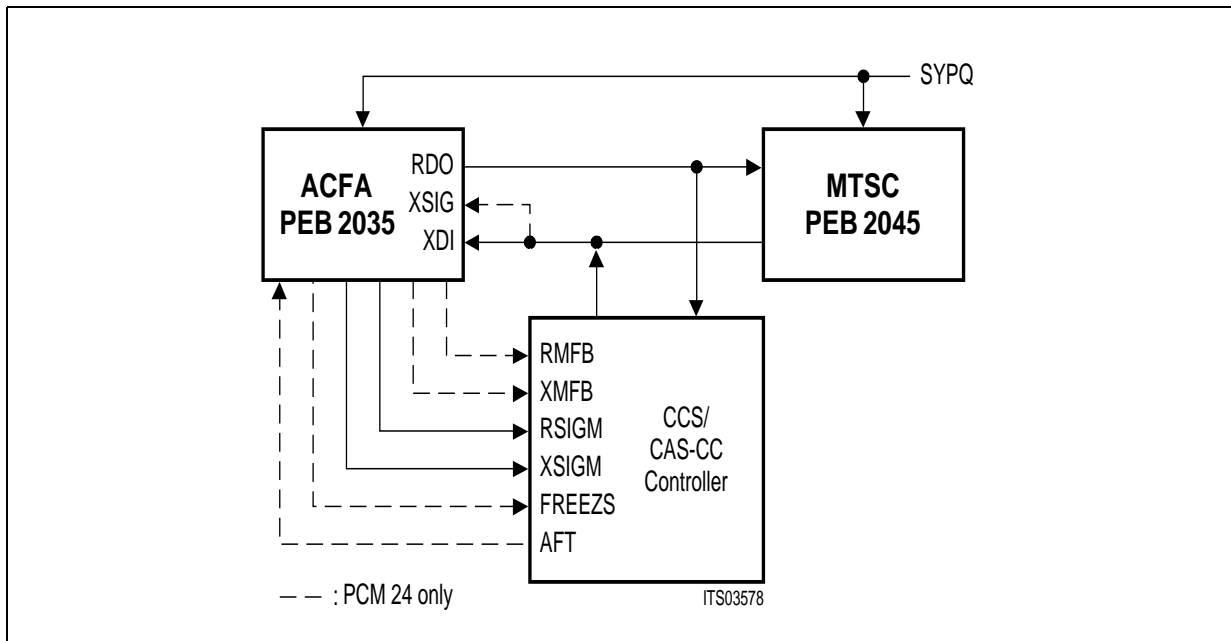 SYPQ
ACFA
PEB 2035
RDO
XSIG
XDI
MTSC
PEB 2045
RMFB
XMFB
RSIGM
XSIGM
FREEZS
AFT
CCS/
CAS-CC
Controller
– – : PCM 24 only
ITS03578